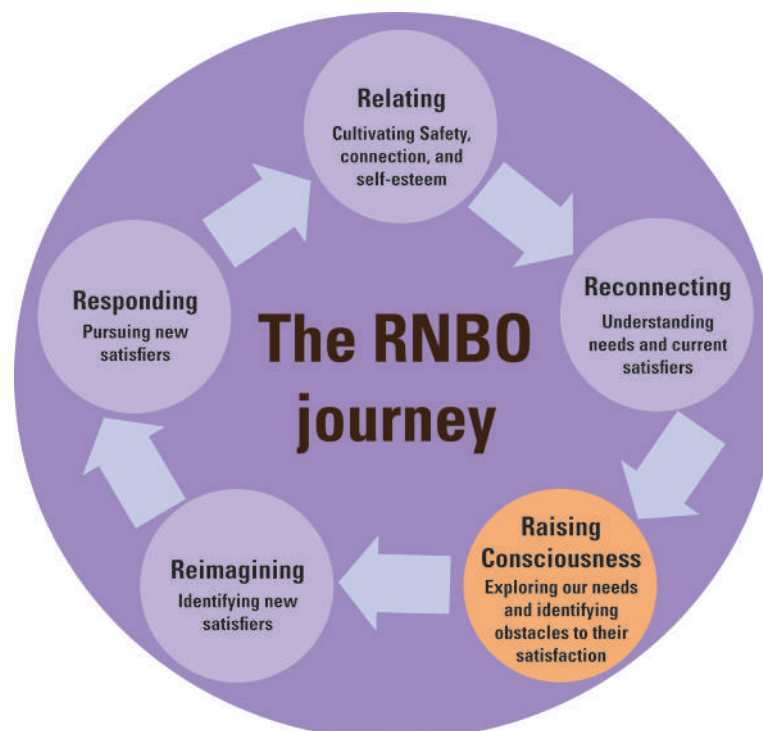 Relating
Cultivating Safety,
connection, and
self-esteem
Reconnecting
Understanding
needs and current
satisfiers
Raising
Consciousness
Exploring our needs
and identifying
obstacles to their
satisfaction
Reimagining
Identifying new
satisfiers
Responding
Pursuing new
satisfiers
The RNBO
journey